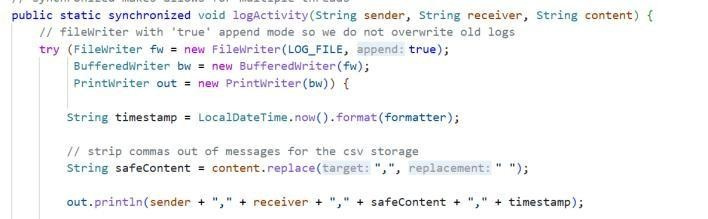 public static synchronized void logActivity(String sender, String receiver, String content) {
// fileWriter with 'true' append mode so we do not overwrite old logs
try (FileWriter fw = new FileWriter(LOG_FILE, append: true);
BufferedWriter bw = new BufferedWriter(fw);
PrintWriter out = new PrintWriter(bw)) {
String timestamp = LocalDateTime.now().format(formatter);
// strip commas out of messages for the csv storage
String safeContent = content.replace(target: ",", replacement: " ");
out.println(sender + "," + receiver + "," + safeContent + "," + timestamp);